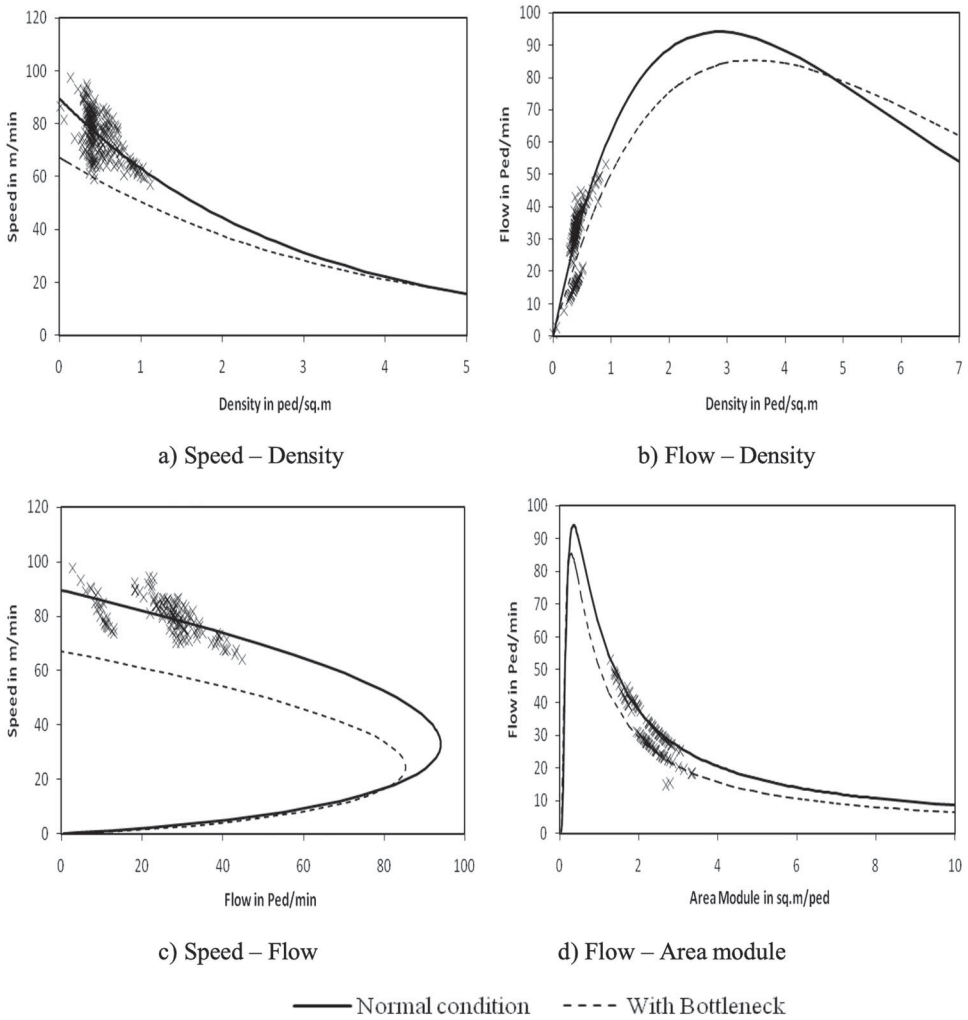 120
100
80
60
40
20
0
Speed in m/min
0 1 2 3 4 5
Density in ped/sq.m
a) Speed – Density
100
90
80
70
60
50
40
30
20
10
0
Flow in Ped/min
0 1 2 3 4 5 6 7
Density in Ped/sq.m
b) Flow – Density
120
100
80
60
40
20
0
Speed in m/min
0 20 40 60 80 100
Flow in Ped/min
c) Speed – Flow
100
90
80
70
60
50
40
30
20
10
0
Flow in Ped/min
0 2 4 6 8 10
Area Module in sq.m/ped
d) Flow – Area module
Normal condition With Bottleneck